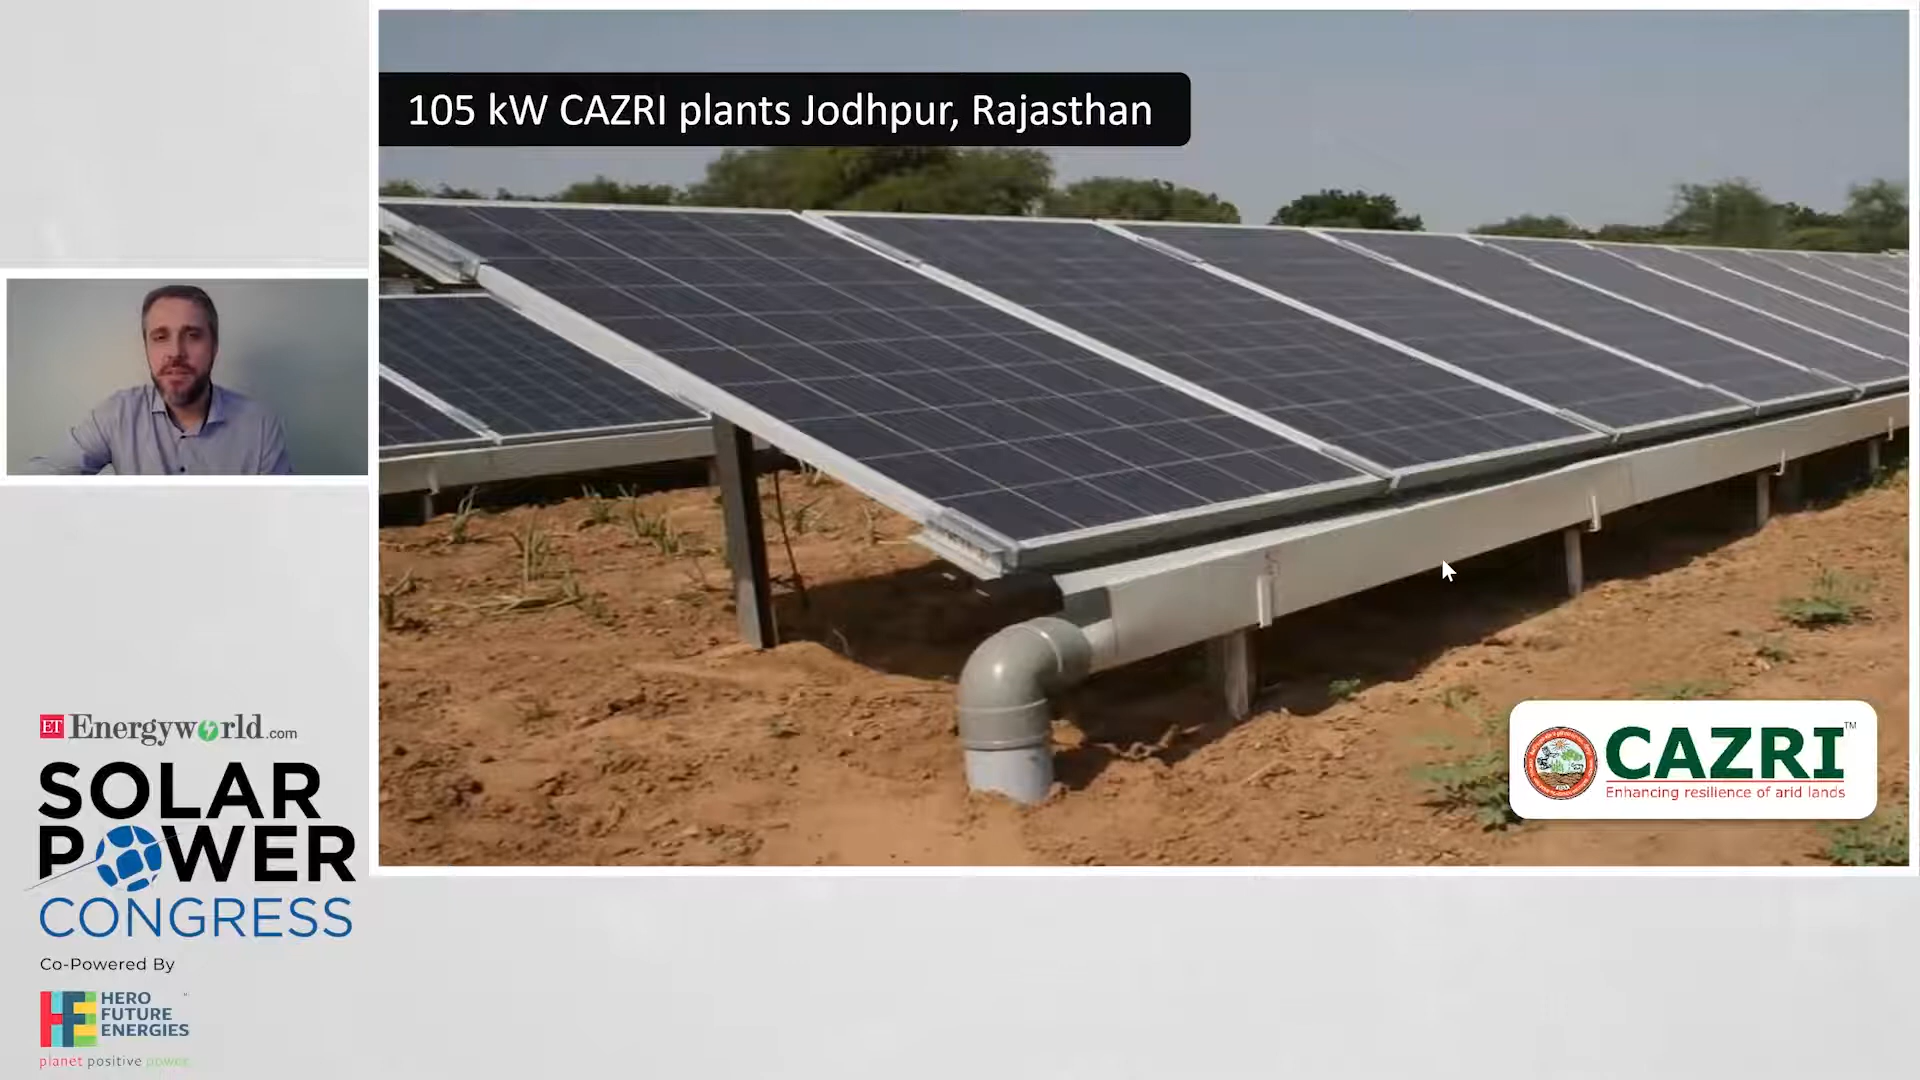 105 kW CAZRI plants Jodhpur, Rajasthan
CAZRI™
Enhancing resilience of arid lands
ET Energyworld.com
SOLAR
POWER
CONGRESS
Co-Powered By
HERO
FUTURE
ENERGIES
planet positive power